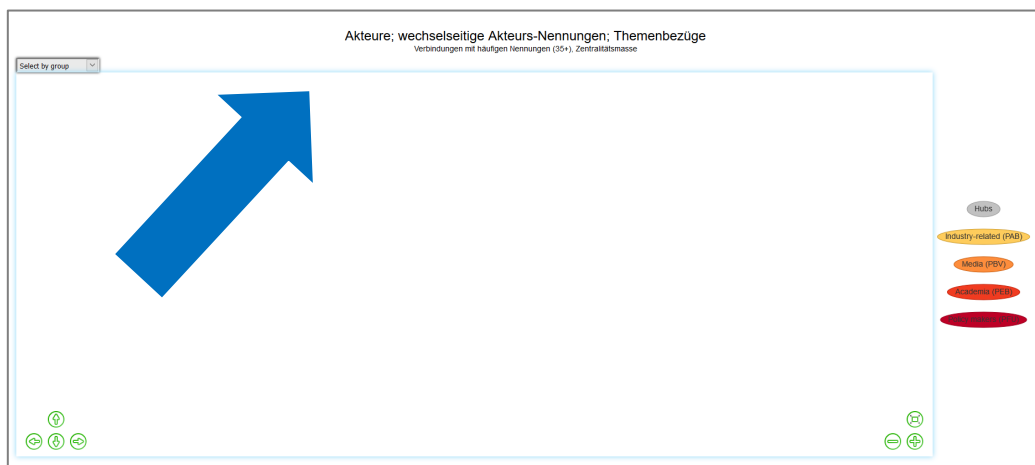 Akteure; wechselseitige Akteurs-Nennungen; Themenbezüge
Verbindungen mit häufigen Nennungen (35+), Zentralitätsmasse
Select by group
Hubs
Industry-related (PAB)
Media (PBV)
Academia (PEB)